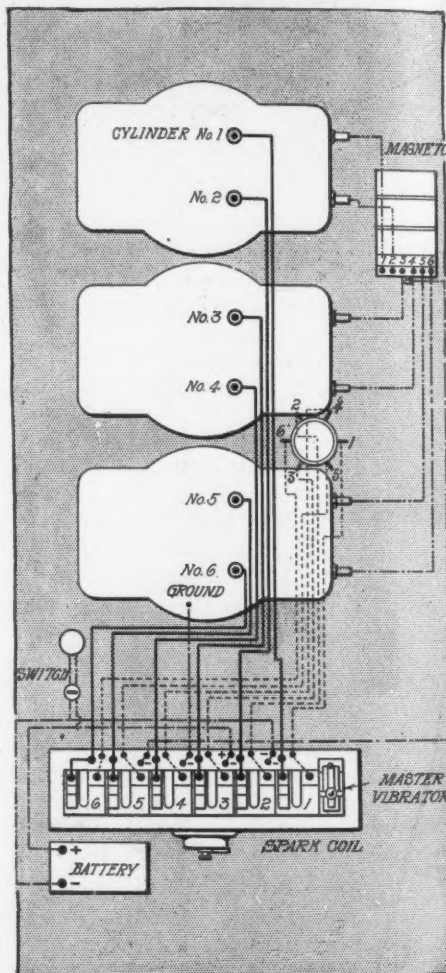 CYLINDER No.1
MAGNETO
No.2
1 2 3 4 5 6
No.3
No.4
2 4
6 1
3 5
No.5
No.6
GROUND
SWITCH
+ -
- - - - -
6 5 4 3 2 1
MASTER
VIBRATOR
SPARK COIL
+
BATTERY
-